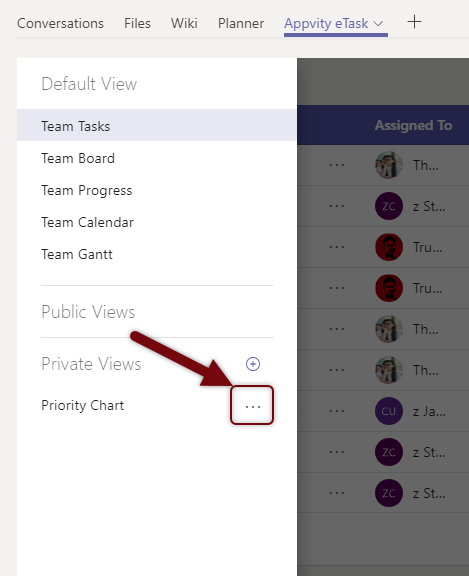 Conversations Files Wiki Planner Appvity eTask
Default View
Assigned To
Team Tasks
Team Board
Team Progress
Team Calendar
Team Gantt
Public Views
Private Views
Priority Chart
...
... Th...
... ZC z St...
... Tru...
... Tru...
... Th...
... Th...
... CU z Ja...
... ZC z St...
... ZC z St...